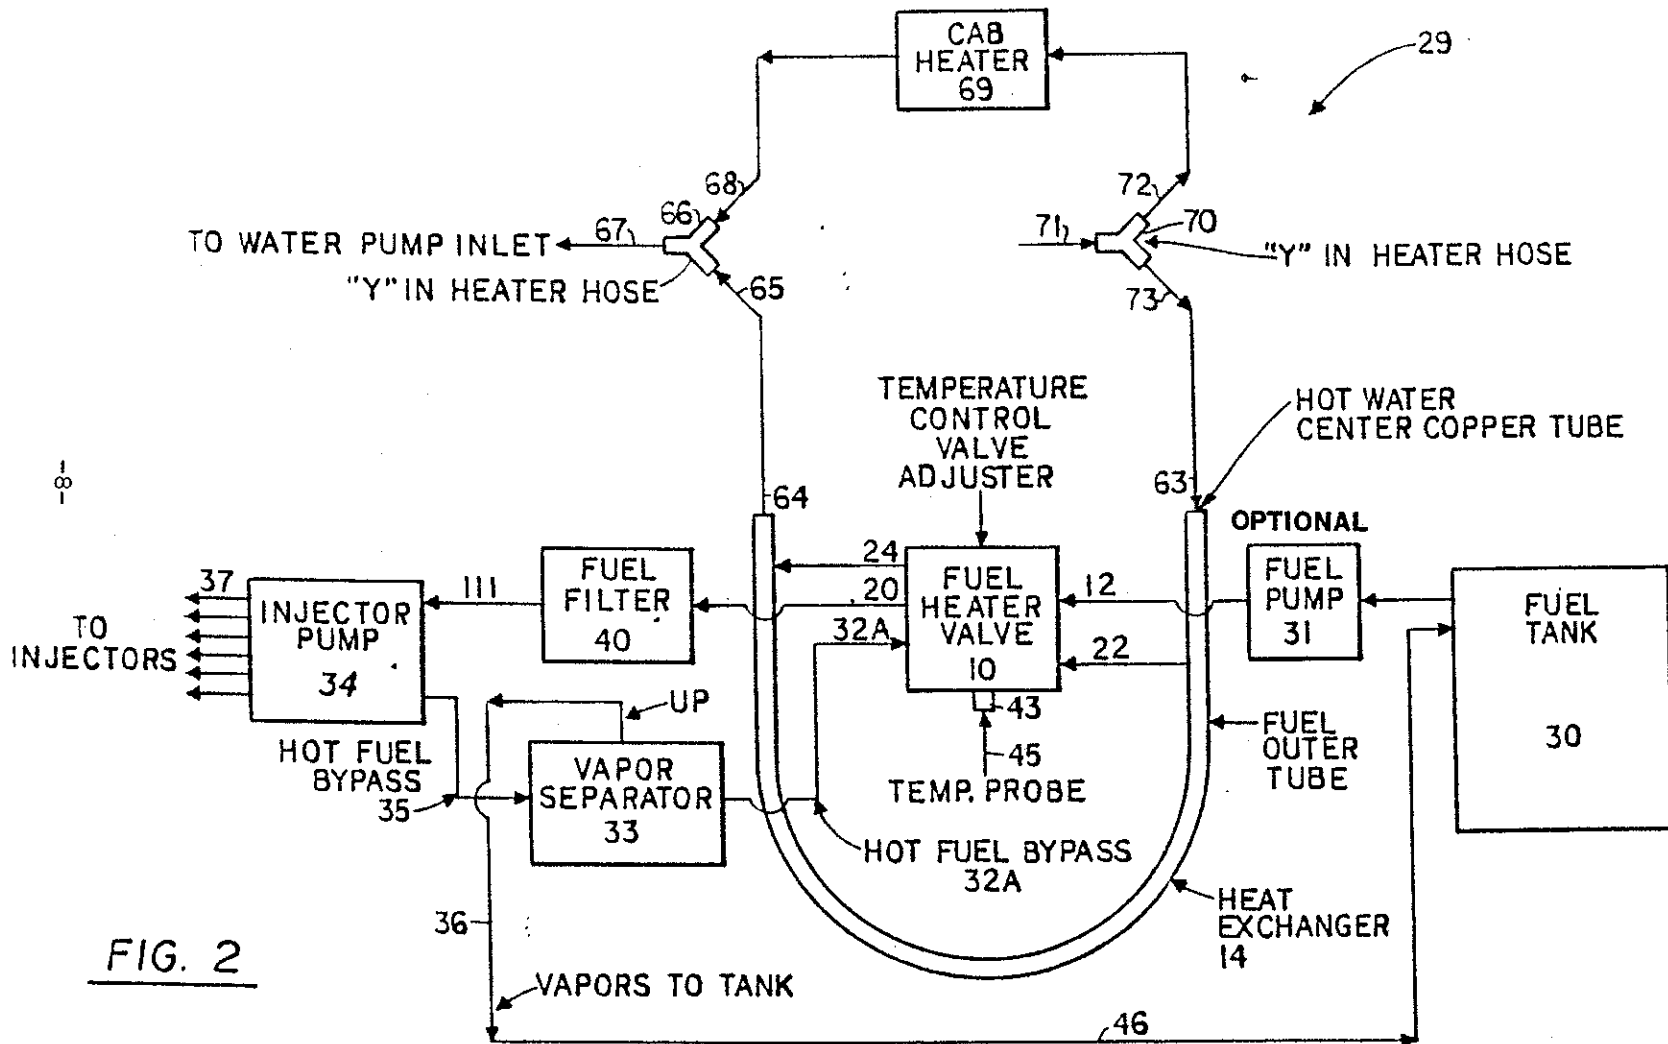 CAB
HEATER
69
29
68
66
67
TO WATER PUMP INLET
"Y" IN HEATER HOSE
65
72
70
71
"Y" IN HEATER HOSE
73
TEMPERATURE
CONTROL
VALVE
ADJUSTER
HOT WATER
CENTER COPPER TUBE
63
64
-8-
OPTIONAL
37
TO
INJECTORS
INJECTOR
PUMP
34
111
FUEL
FILTER
40
24
20
32A
FUEL
HEATER
VALVE
10
12
22
FUEL
PUMP
31
FUEL
TANK
30
43
45
TEMP. PROBE
UP
HOT FUEL
BYPASS
35
VAPOR
SEPARATOR
33
FUEL
OUTER
TUBE
HOT FUEL BYPASS
32A
HEAT
EXCHANGER
14
36
FIG. 2
VAPORS TO TANK
46